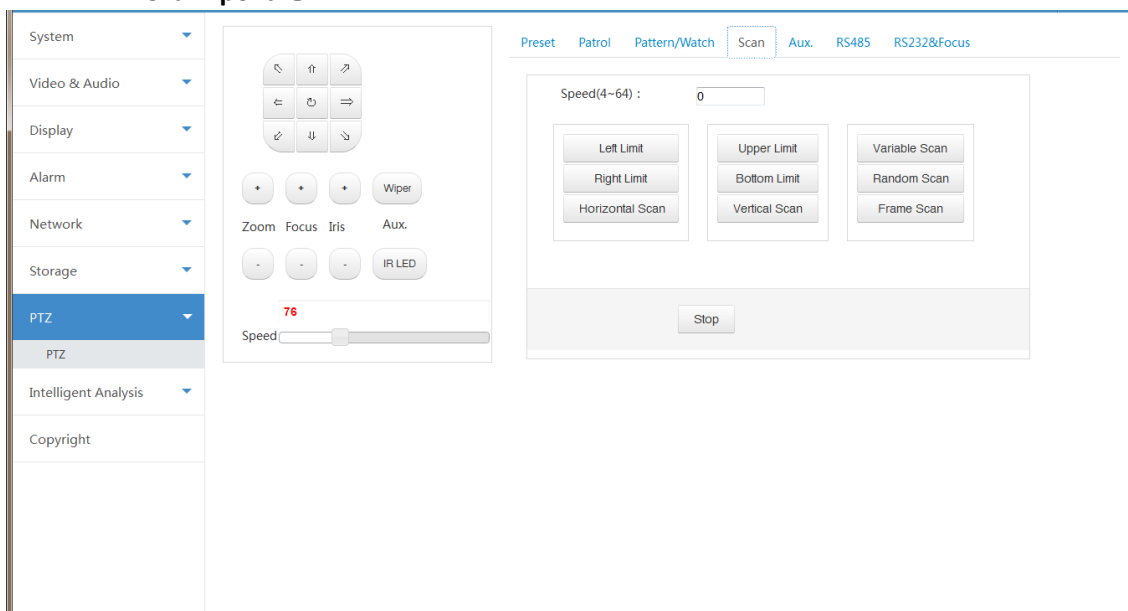 System
Video & Audio
Display
Alarm
Network
Storage
PTZ
PTZ
Intelligent Analysis
Copyright
+ + + Wiper
Zoom Focus Iris Aux.
- - - IR LED
76
Speed
Preset Patrol Pattern/Watch Scan Aux. RS485 RS232&Focus
Speed(4~64) : 0
Left Limit Upper Limit Variable Scan
Right Limit Bottom Limit Random Scan
Horizontal Scan Vertical Scan Frame Scan
Stop